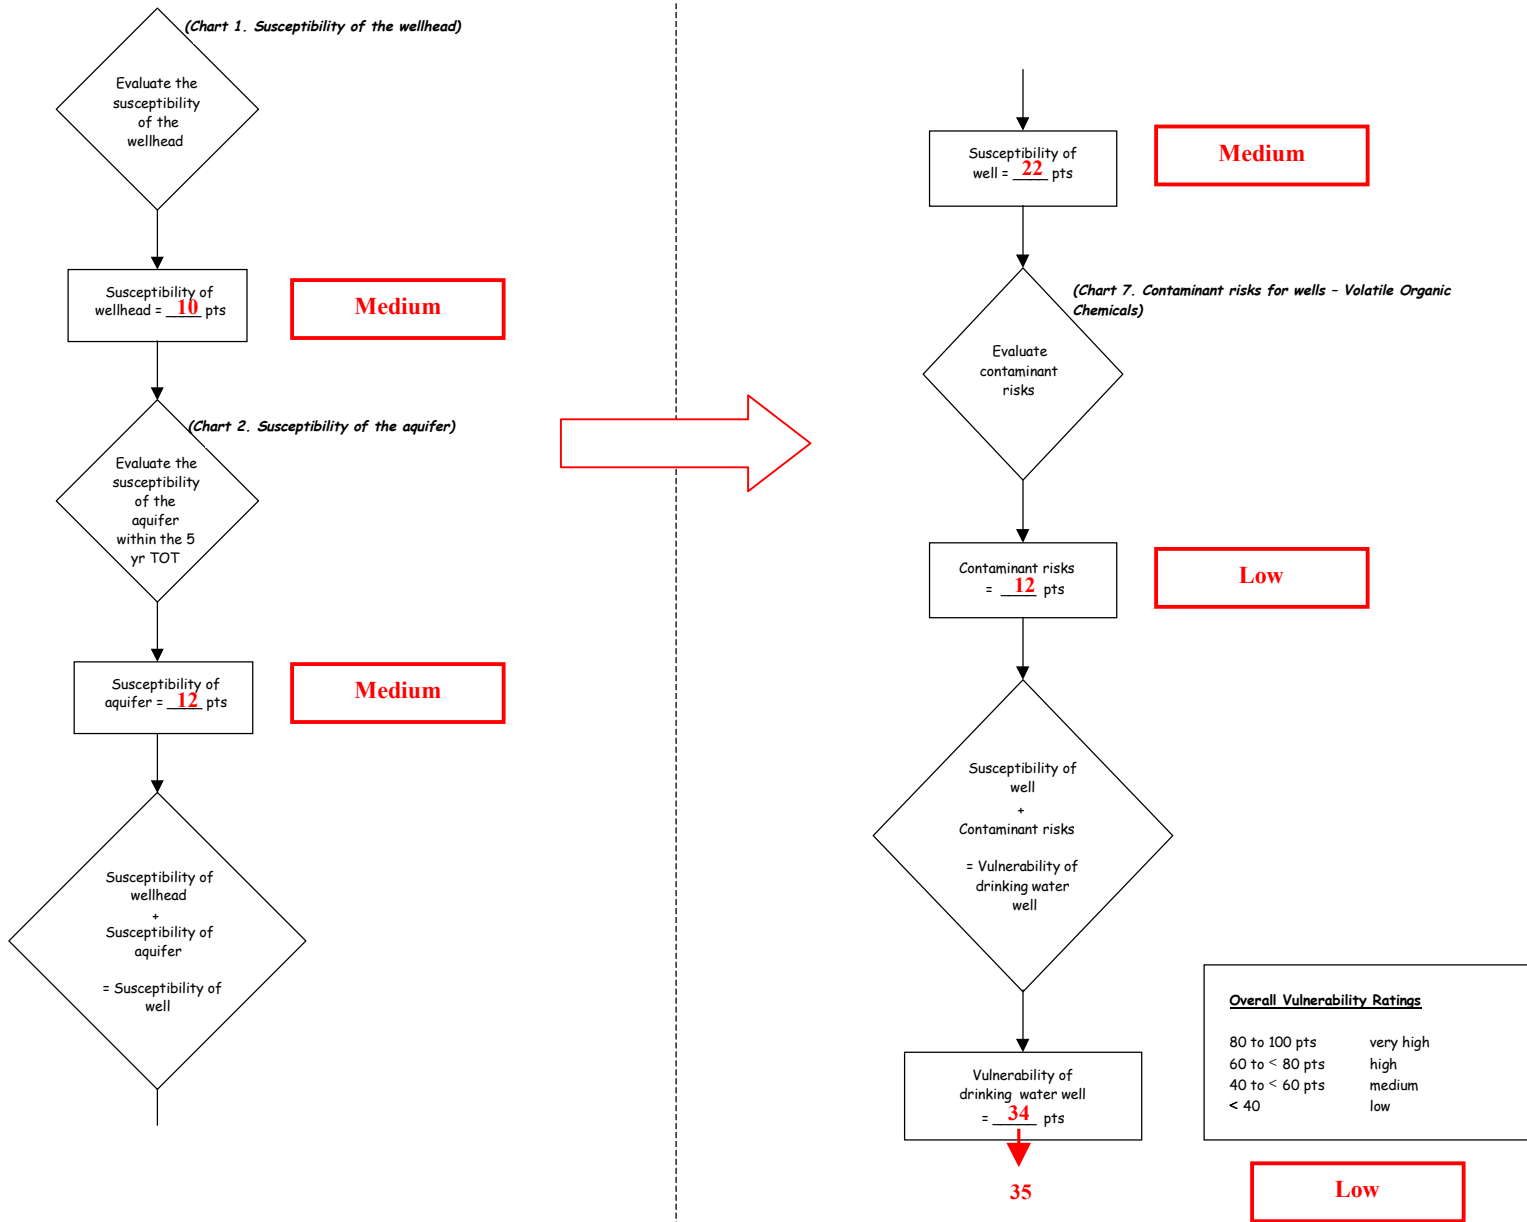 (Chart 1. Susceptibility of the wellhead)
Evaluate the
susceptibility
of the
wellhead
Susceptibility of
wellhead = 10 pts
Medium
(Chart 2. Susceptibility of the aquifer)
Evaluate the
susceptibility
of the
aquifer
within the 5
yr TOT
Susceptibility of
aquifer = 12 pts
Medium
Susceptibility of
wellhead
+
Susceptibility of
aquifer
= Susceptibility of
well
Susceptibility of
well = 22 pts
Medium
(Chart 7. Contaminant risks for wells – Volatile Organic
Chemicals)
Evaluate
contaminant
risks
Contaminant risks
= 12 pts
Low
Susceptibility of
well
+
Contaminant risks
= Vulnerability of
drinking water
well
Vulnerability of
drinking water well
= 34 pts
35
Overall Vulnerability Ratings
80 to 100 pts very high
60 to < 80 pts high
40 to < 60 pts medium
< 40 low
Low